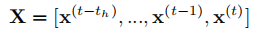 X = [x^{(t−t_h)}, ..., x^{(t−1)}, x^{(t)}]